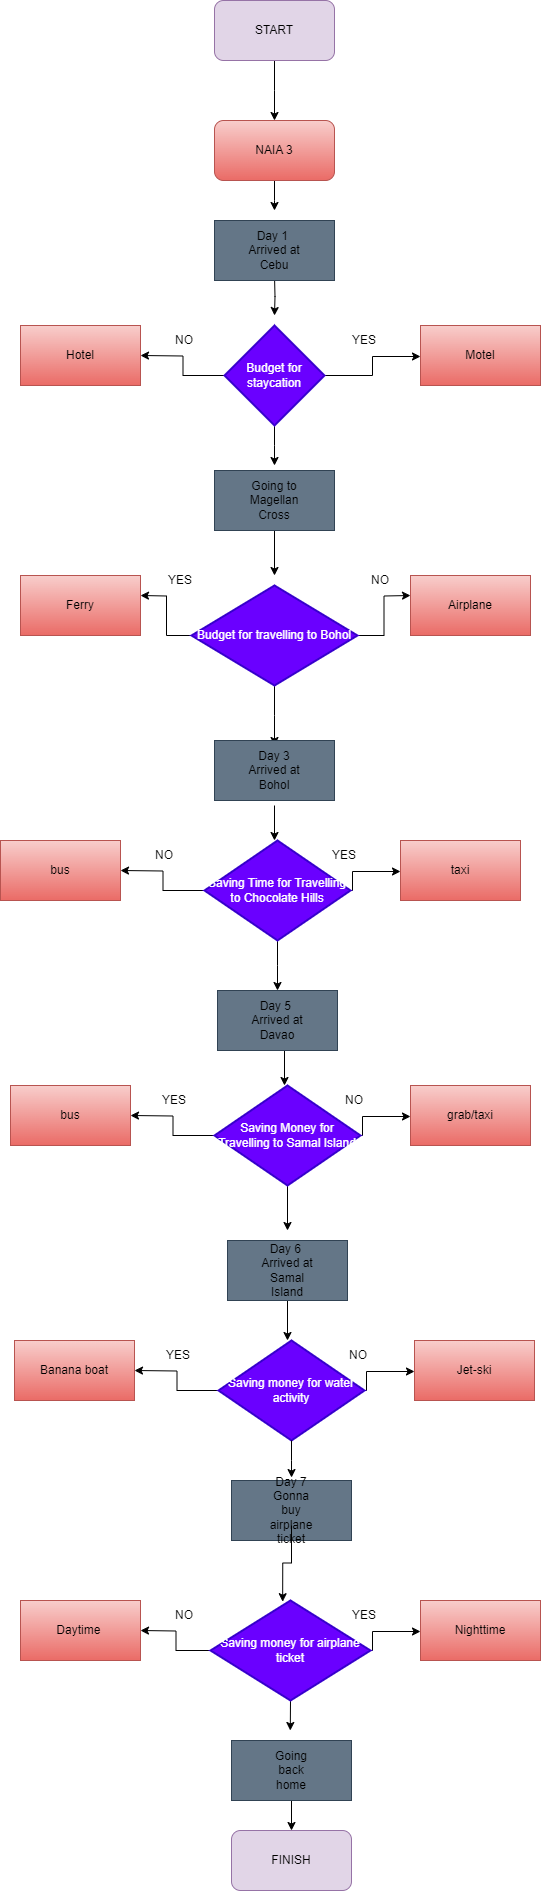 START
NAIA 3
Day 1
Arrived at
Cebu
NO
YES
Hotel
Budget for
staycation
Motel
Going to
Magellan
Cross
YES
NO
Ferry
Budget for travelling to Bohol
Airplane
Day 3
Arrived at
Bohol
NO
YES
bus
Saving Time for Travelling
to Chocolate Hills
taxi
Day 5
Arrived at
Davao
YES
NO
bus
Saving Money for
Travelling to Samal Island
grab/taxi
Day 6
Arrived at
Samal
Island
YES
NO
Banana boat
Saving money for water
activity
Jet-ski
Day 7
Gonna
buy
airplane
ticket
NO
YES
Daytime
Saving money for airplane
ticket
Nighttime
Going
back
home
FINISH